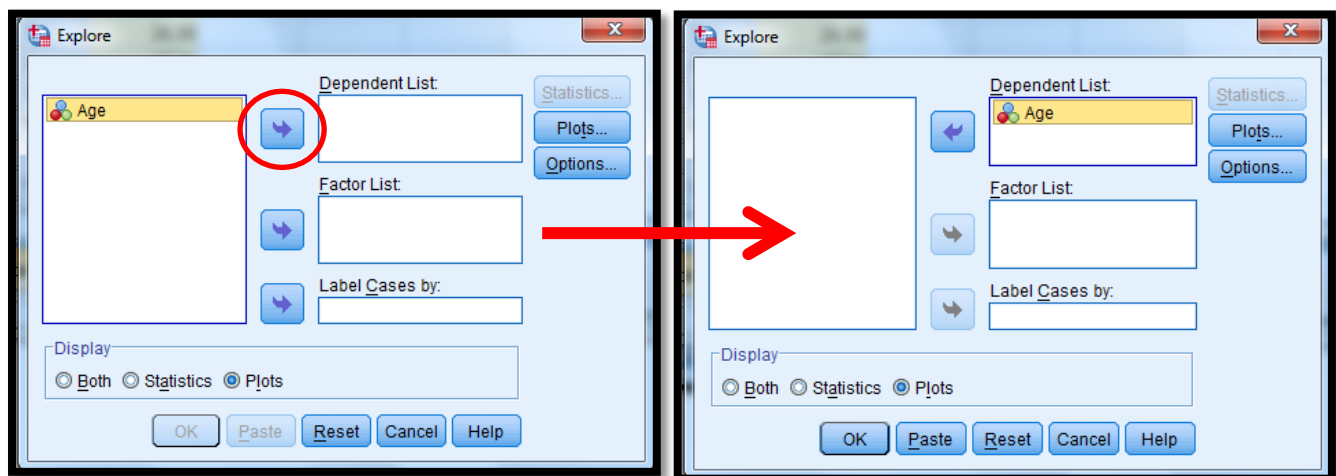 Explore
Age
Dependent List:
Factor List:
Label Cases by:
Statistics...
Plots...
Options...
Display
Both Statistics Plots
OK Paste Reset Cancel Help
Explore
Dependent List:
Age
Factor List:
Label Cases by:
Statistics...
Plots...
Options...
Display
Both Statistics Plots
OK Paste Reset Cancel Help